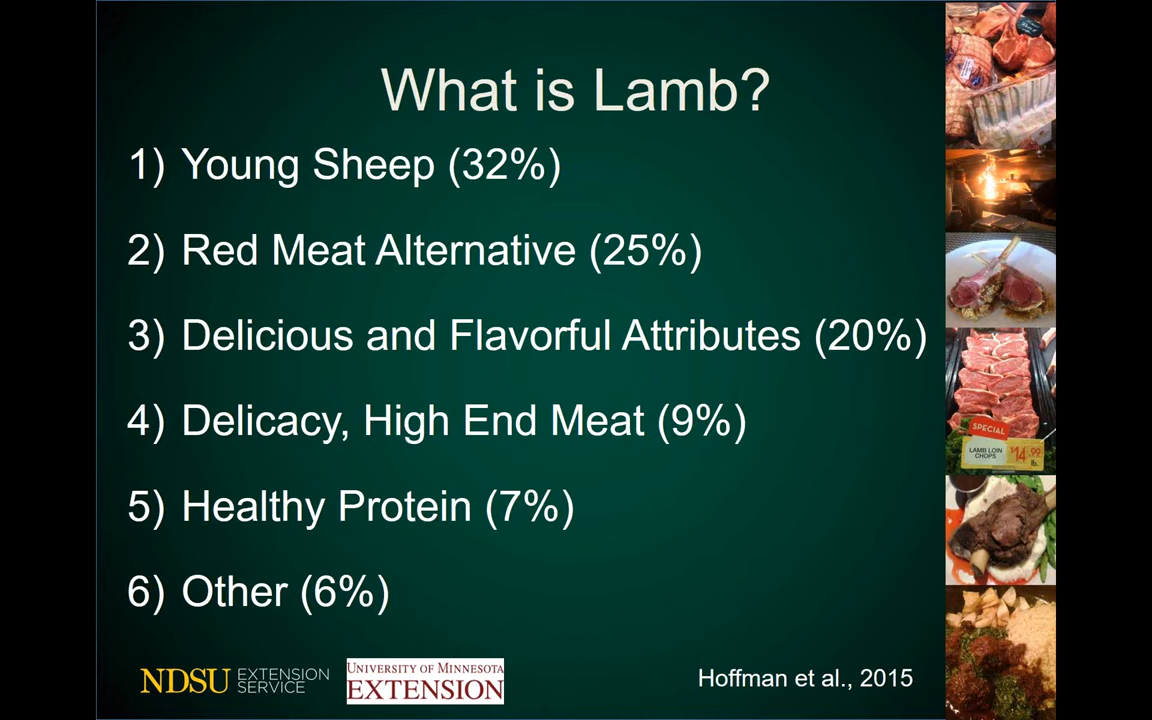 What is Lamb?
1) Young Sheep (32%)
2) Red Meat Alternative (25%)
3) Delicious and Flavorful Attributes (20%)
4) Delicacy, High End Meat (9%)
5) Healthy Protein (7%)
6) Other (6%)
NDSU EXTENSION SERVICE
UNIVERSITY OF MINNESOTA
EXTENSION
Hoffman et al., 2015
SPECIAL
LAMB LOIN
CHOPS
$14.99
lb.